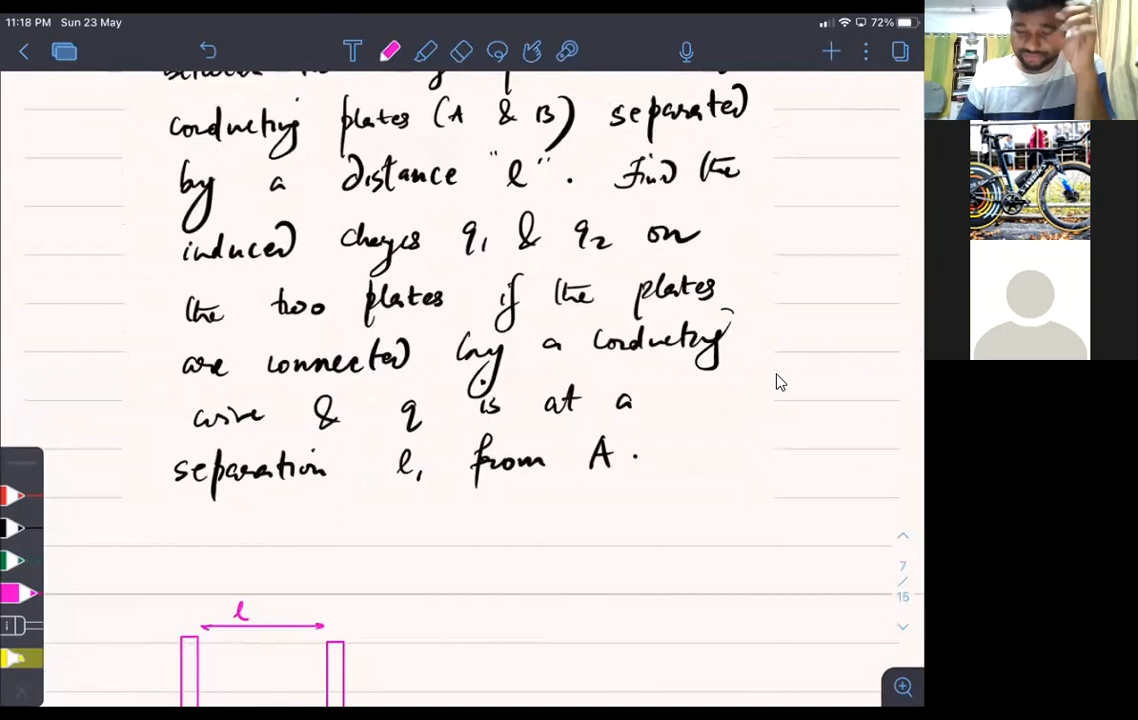 11:18 PM Sun 23 May
72%
T
conducting plates (A & B) separated
by a distance "l". Find the
induced charges q₁ & q₂ on
the two plates if the plates
are connected by a conducting
wire & q is at a
separation l₁ from A.
7
/
15
l